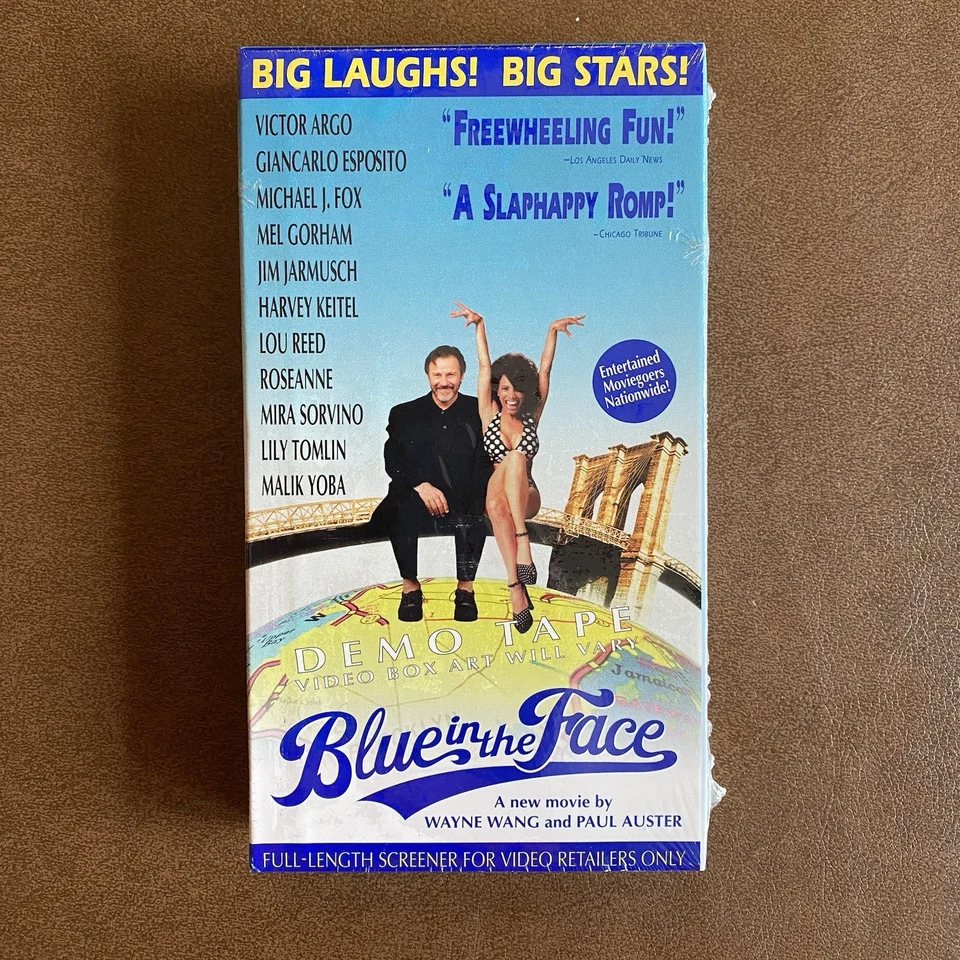 BIG LAUGHS! BIG STARS!
VICTOR ARGO
GIANCARLO ESPOSITO
MICHAEL J. FOX
MEL GORHAM
JIM JARMUSCH
HARVEY KEITEL
LOU REED
ROSEANNE
MIRA SORVINO
LILY TOMLIN
MALIK YOBA
“FREEWHEELING FUN!”
–LOS ANGELES DAILY NEWS
“A SLAPHAPPY ROMP!”
–CHICAGO TRIBUNE
Entertained
Moviegoers
Nationwide!
DEMO TAPE
VIDEO BOX ART WILL VARY
Jamaica
Blue in the Face
A new movie by
WAYNE WANG and PAUL AUSTER
FULL-LENGTH SCREENER FOR VIDEO RETAILERS ONLY